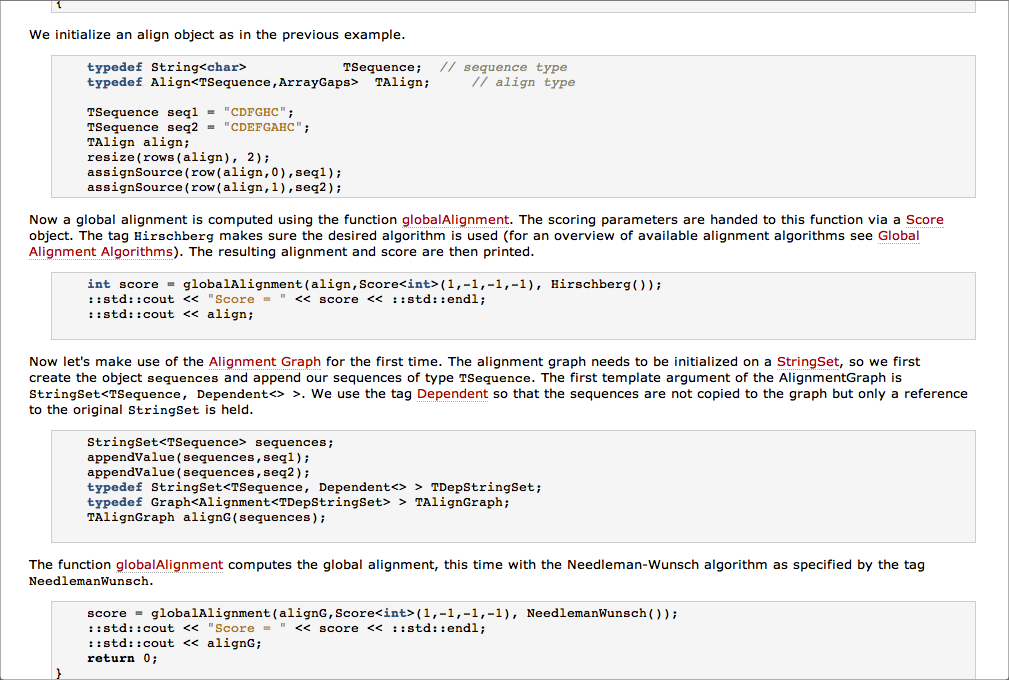 {
We initialize an align object as in the previous example.
typedef String<char> TSequence; // sequence type
typedef Align<TSequence,ArrayGaps> TAlign; // align type
TSequence seq1 = "CDFGHC";
TSequence seq2 = "CDEFGAHC";
TAlign align;
resize(rows(align), 2);
assignSource(row(align,0),seq1);
assignSource(row(align,1),seq2);
Now a global alignment is computed using the function globalAlignment. The scoring parameters are handed to this function via a Score
object. The tag Hirschberg makes sure the desired algorithm is used (for an overview of available alignment algorithms see Global
Alignment Algorithms). The resulting alignment and score are then printed.
int score = globalAlignment(align,Score<int>(1,-1,-1,-1), Hirschberg());
::std::cout << "Score = " << score << ::std::endl;
::std::cout << align;
Now let's make use of the Alignment Graph for the first time. The alignment graph needs to be initialized on a StringSet, so we first
create the object sequences and append our sequences of type TSequence. The first template argument of the AlignmentGraph is
StringSet<TSequence, Dependent<> >. We use the tag Dependent so that the sequences are not copied to the graph but only a reference
to the original StringSet is held.
StringSet<TSequence> sequences;
appendValue(sequences,seq1);
appendValue(sequences,seq2);
typedef StringSet<TSequence, Dependent<> > TDepStringSet;
typedef Graph<Alignment<TDepStringSet> > TAlignGraph;
TAlignGraph alignG(sequences);
The function globalAlignment computes the global alignment, this time with the Needleman-Wunsch algorithm as specified by the tag
NeedlemanWunsch.
score = globalAlignment(alignG,Score<int>(1,-1,-1,-1), NeedlemanWunsch());
::std::cout << "Score = " << score << ::std::endl;
::std::cout << alignG;
return 0;
}